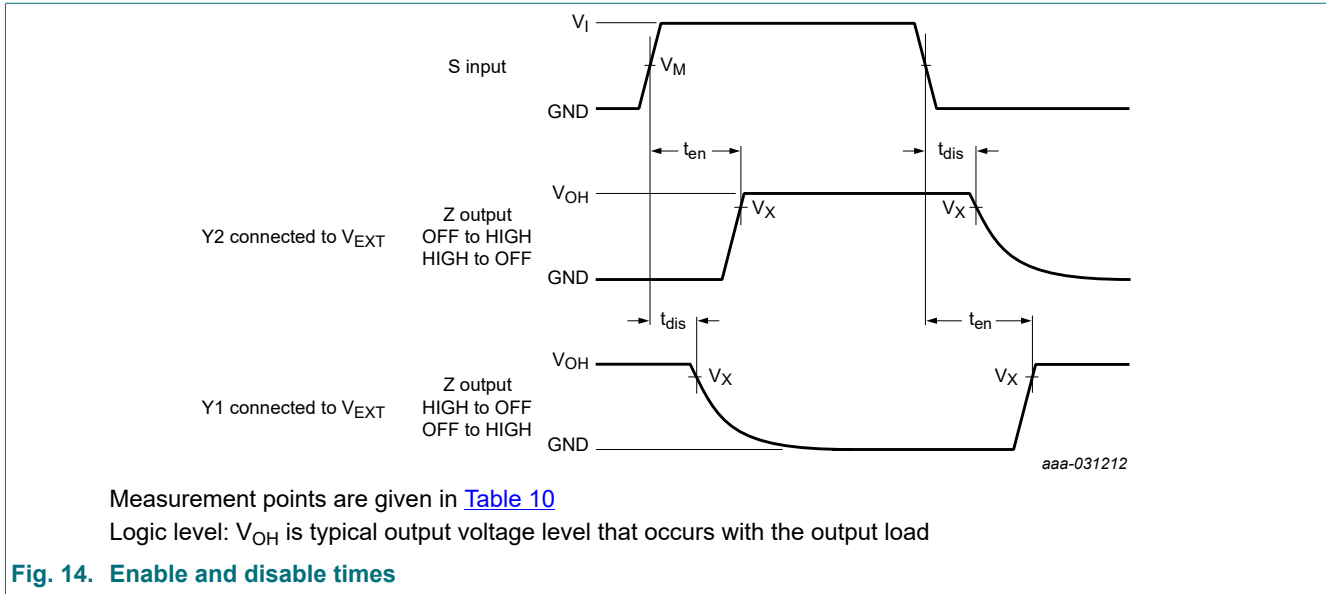 V_I
S input
V_M
GND
t_en
t_dis
V_OH
Z output
V_X
V_X
Y2 connected to V_EXT
OFF to HIGH
HIGH to OFF
GND
t_dis
t_en
V_OH
Z output
V_X
V_X
Y1 connected to V_EXT
HIGH to OFF
OFF to HIGH
GND
aaa-031212
Measurement points are given in Table 10
Logic level: V_OH is typical output voltage level that occurs with the output load
Fig. 14. Enable and disable times